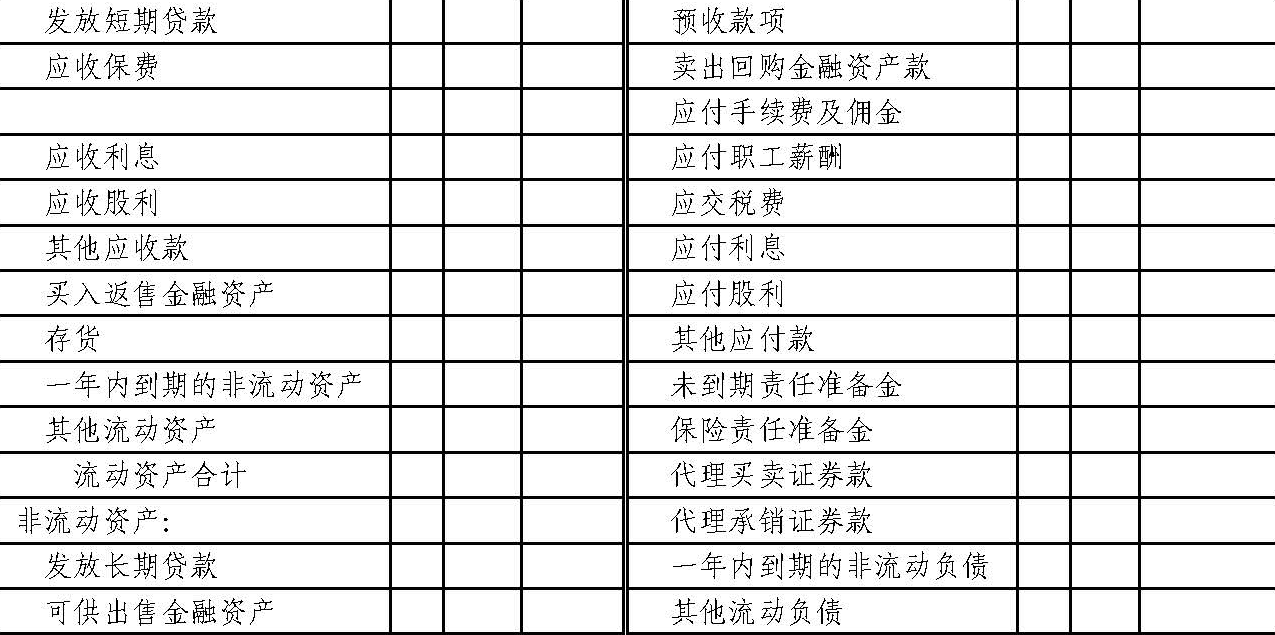 发放短期贷款 预收款项
应收保费 卖出回购金融资产款
应付手续费及佣金
应收利息 应付职工薪酬
应收股利 应交税费
其他应收款 应付利息
买入返售金融资产 应付股利
存货 其他应付款
一年内到期的非流动资产 未到期责任准备金
其他流动资产 保险责任准备金
流动资产合计 代理买卖证券款
非流动资产: 代理承销证券款
发放长期贷款 一年内到期的非流动负债
可供出售金融资产 其他流动负债